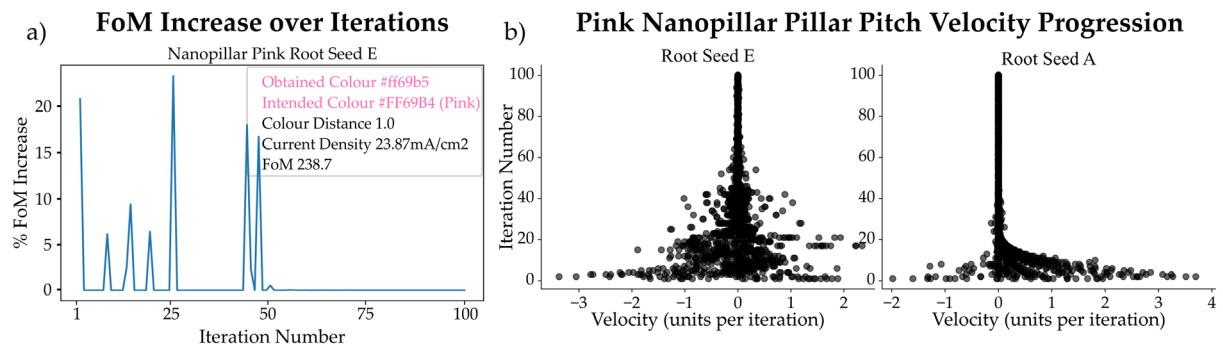 a)
FoM Increase over Iterations
Nanopillar Pink Root Seed E
Obtained Colour #ff69b5
Intended Colour #FF69B4 (Pink)
Colour Distance 1.0
Current Density 23.87mA/cm2
FoM 238.7
% FoM Increase
20
15
10
5
0
1
25
50
75
100
Iteration Number
b)
Pink Nanopillar Pillar Pitch Velocity Progression
Root Seed E
Iteration Number
100
80
60
40
20
0
−3
−2
−1
0
1
2
Velocity (units per iteration)
Root Seed A
100
80
60
40
20
0
−2
−1
0
1
2
3
4
Velocity (units per iteration)